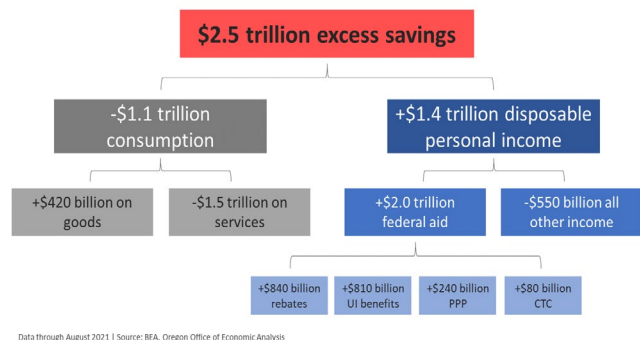 $2.5 trillion excess savings
-$1.1 trillion
consumption
+$1.4 trillion disposable
personal income
+$420 billion on
goods
-$1.5 trillion on
services
+$2.0 trillion
federal aid
-$550 billion all
other income
+$840 billion
rebates
+$810 billion
UI benefits
+$240 billion
PPP
+$80 billion
CTC
Data through August 2021 | Source: BEA, Oregon Office of Economic Analysis